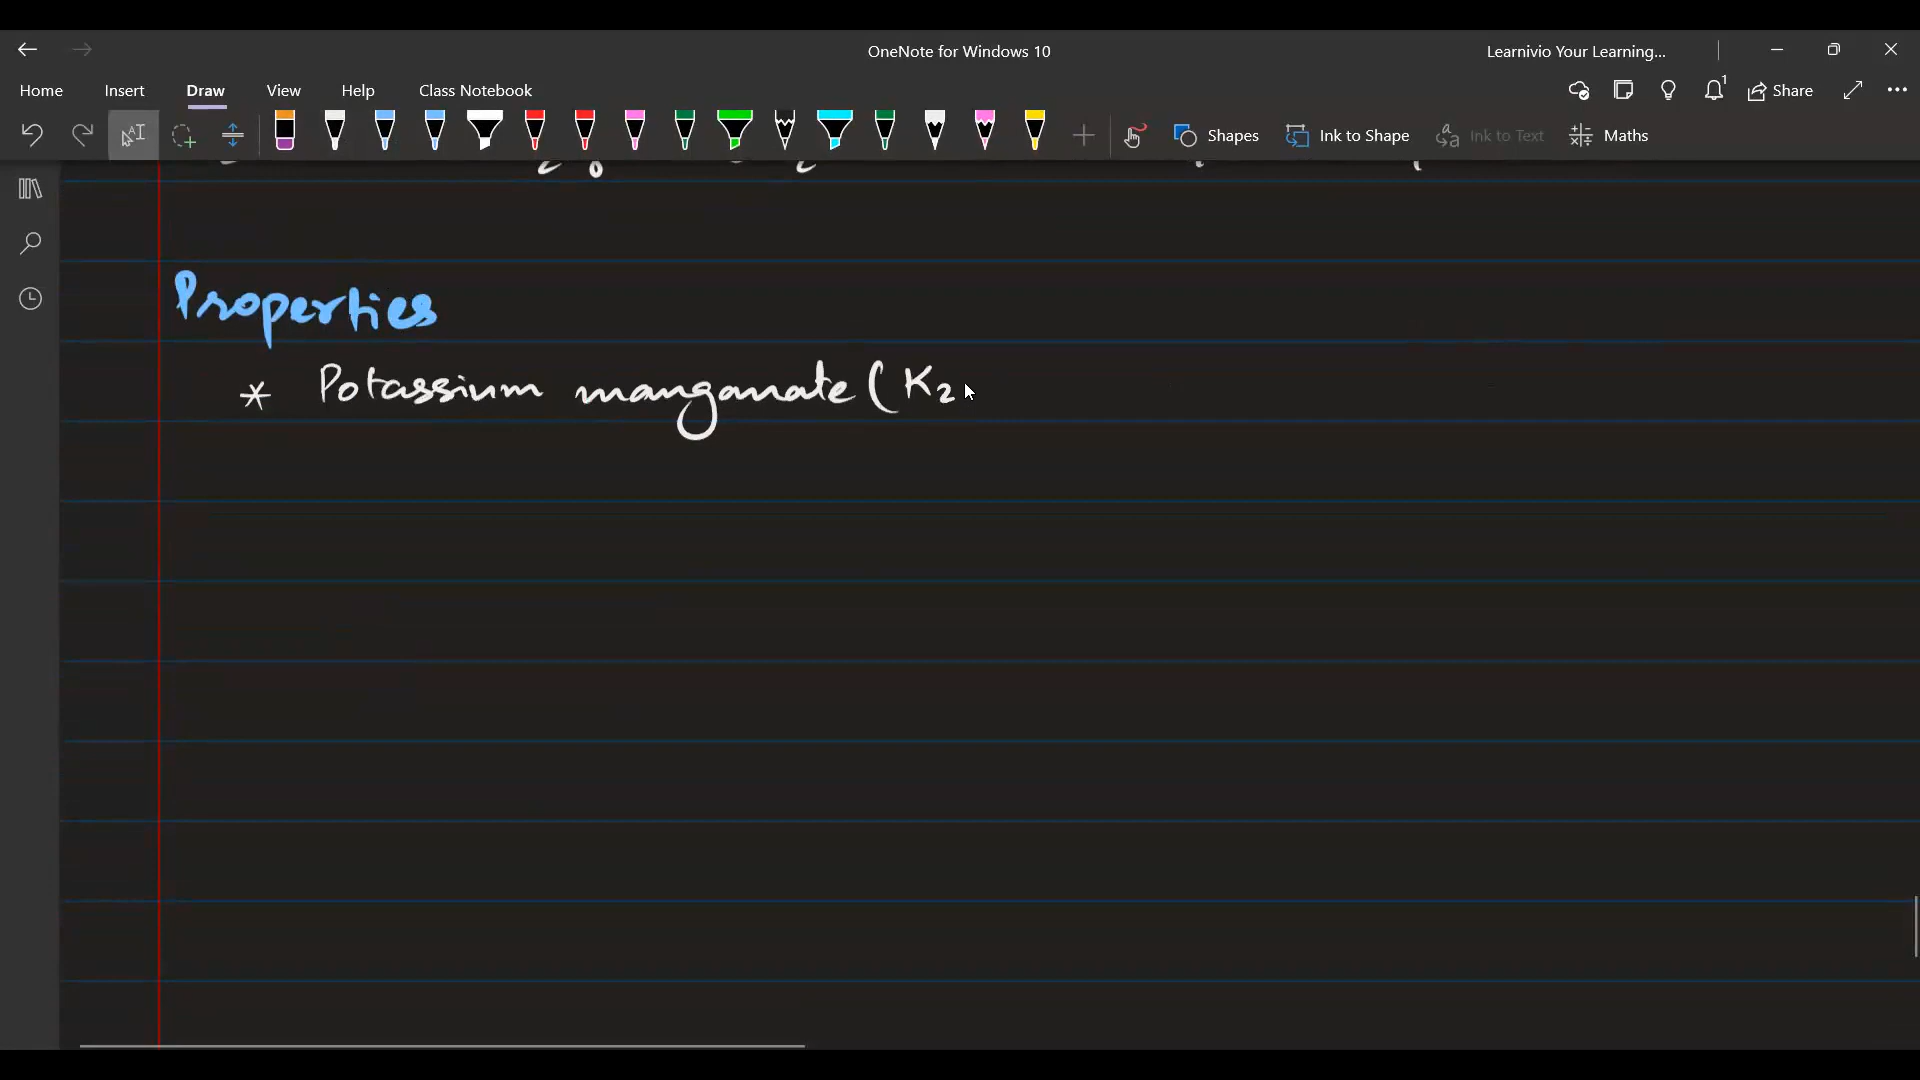 OneNote for Windows 10
Learnivio Your Learning...
Home Insert Draw View Help Class Notebook
1
Share
Shapes Ink to Shape Ink to Text Maths
Properties
* Potassium manganate (K2